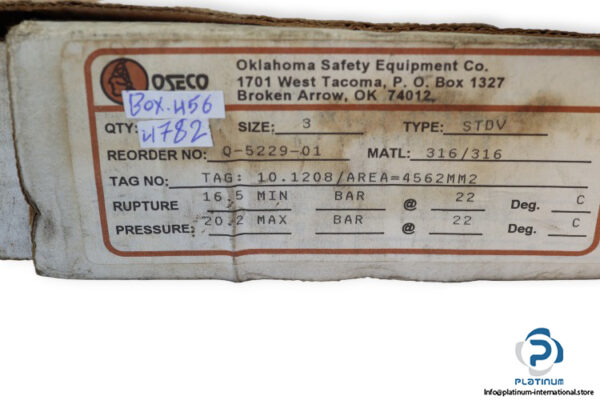 OSECO
Oklahoma Safety Equipment Co.
1701 West Tacoma, P. O. Box 1327
Broken Arrow, OK 74012,
Box.456
4782
QTY: SIZE: 3 TYPE: STDV
REORDER NO: Q-5229-01 MATL: 316/316
TAG NO: TAG: 10.1208/AREA=4562MM2
RUPTURE 16.5 MIN BAR @ 22 Deg. C
PRESSURE: 20.2 MAX BAR @ 22 Deg. C
PLATINUM
Info@platinum-international.store